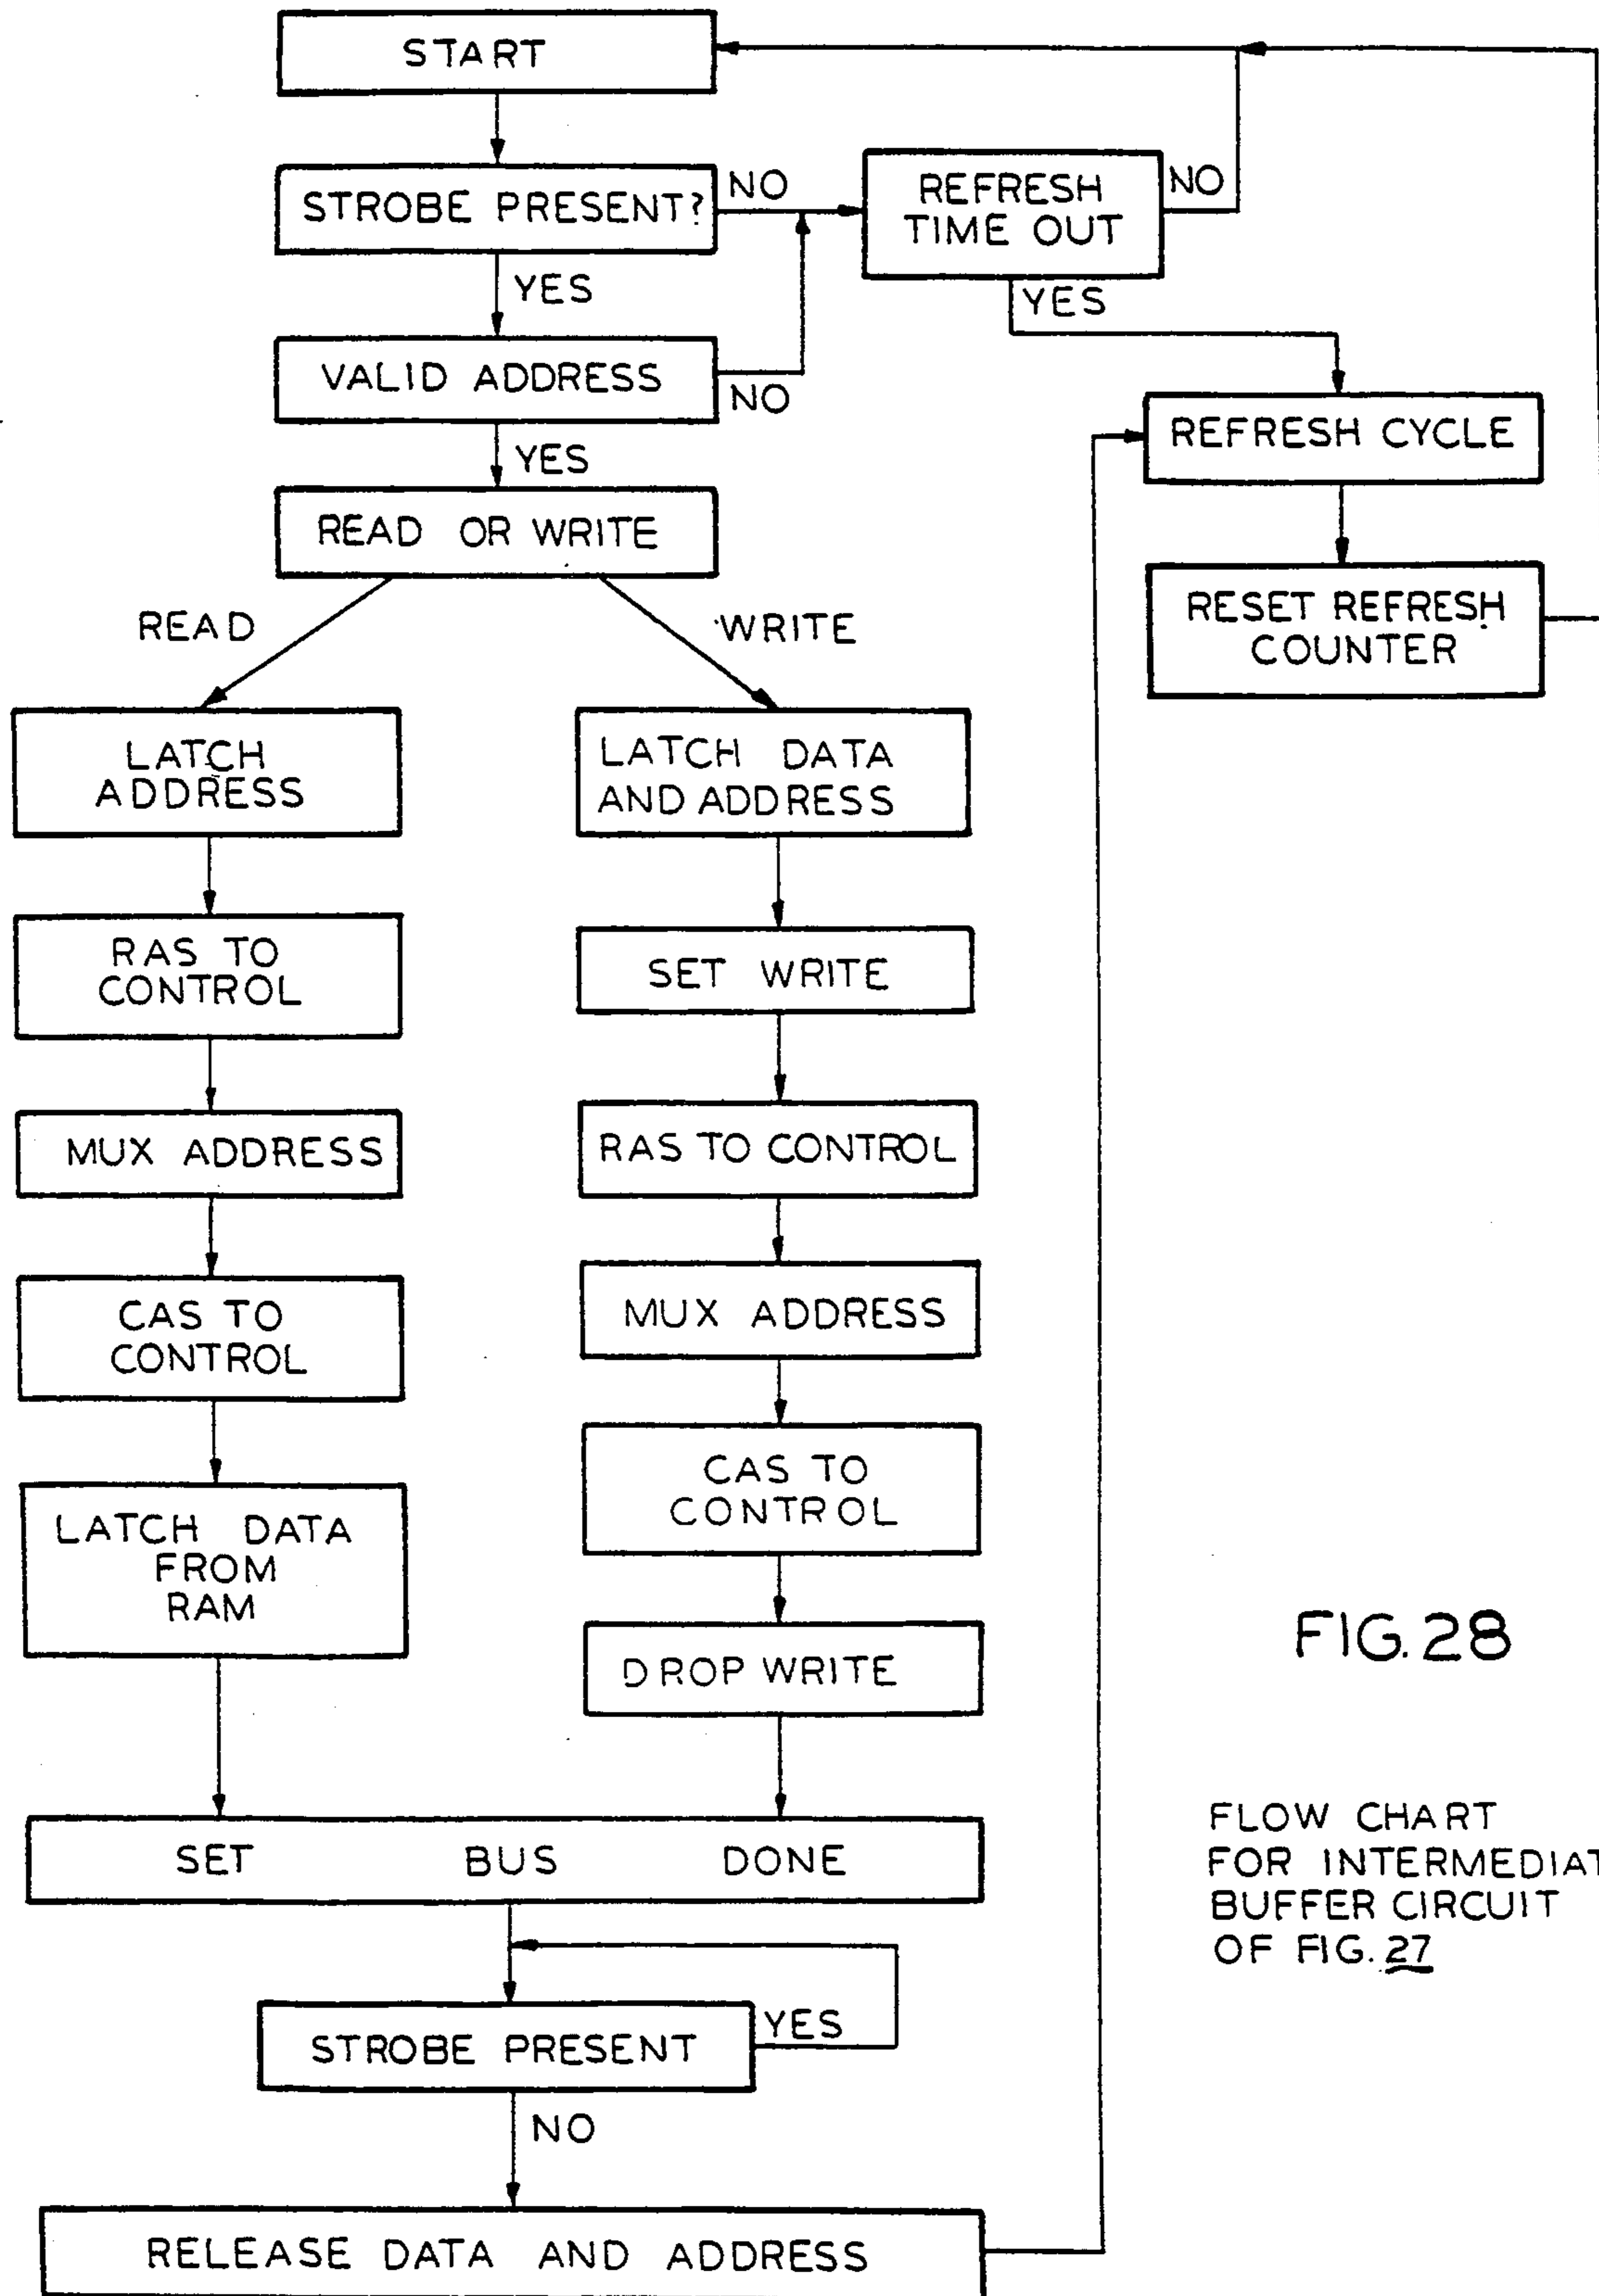 START
STROBE PRESENT?
NO
REFRESH
TIME OUT
NO
YES
YES
VALID ADDRESS
NO
REFRESH CYCLE
YES
READ OR WRITE
RESET REFRESH
COUNTER
READ
WRITE
LATCH
ADDRESS
LATCH DATA
AND ADDRESS
RAS TO
CONTROL
SET WRITE
MUX ADDRESS
RAS TO CONTROL
CAS TO
CONTROL
MUX ADDRESS
LATCH DATA
FROM
RAM
CAS TO
CONTROL
DROP WRITE
SET BUS DONE
STROBE PRESENT
YES
NO
RELEASE DATA AND ADDRESS
FIG. 28
FLOW CHART
FOR INTERMEDIAT
BUFFER CIRCUIT
OF FIG. 27